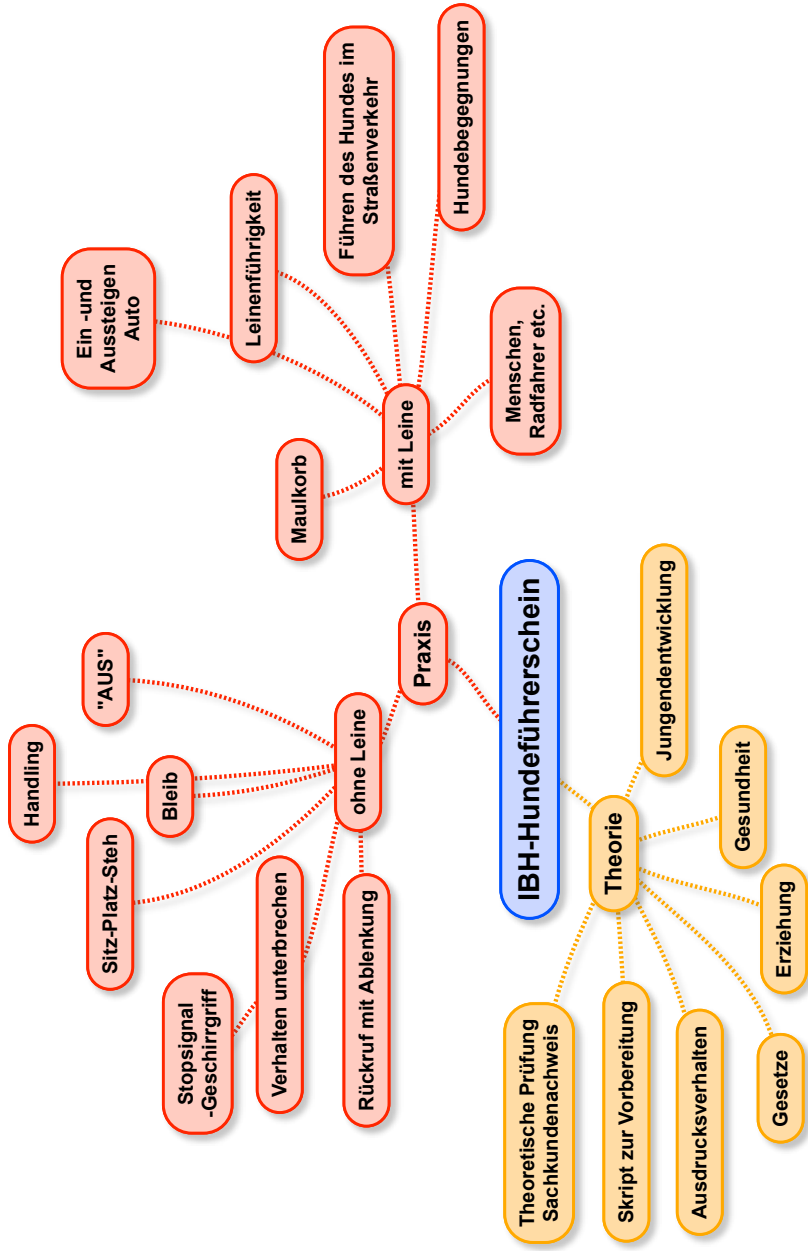 Handling
"AUS"
Bleib
Sitz-Platz-Steh
Stopsignal
-Geschirrgriff
Verhalten unterbrechen
Rückruf mit Ablenkung
ohne Leine
Praxis
Ein -und
Aussteigen
Auto
Leinenführigkeit
Maulkorb
Führen des Hundes im
Straßenverkehr
Hundebegegnungen
mit Leine
Menschen,
Radfahrer etc.
IBH-Hundeführerschein
Theorie
Theoretische Prüfung
Sachkundenachweis
Skript zur Vorbereitung
Ausdrucksverhalten
Gesetze
Erziehung
Gesundheit
Jungendentwicklung